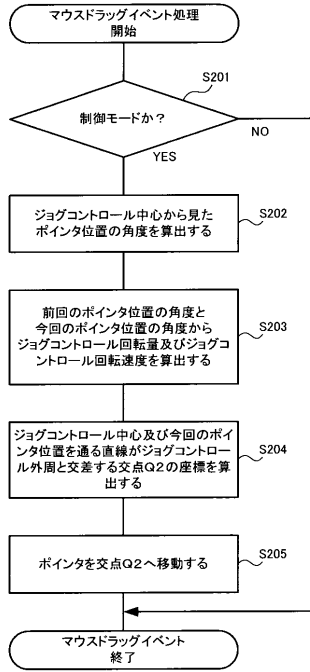 マウスドラッグイベント処理
開始
S201
制御モードか?
NO
YES
ジョグコントロール中心から見た
ポインタ位置の角度を算出する
S202
前回のポインタ位置の角度と
今回のポインタ位置の角度から
ジョグコントロール回転量及びジョグコ
ントロール回転速度を算出する
S203
ジョグコントロール中心及び今回のポイ
ンタ位置を通る直線がジョグコントロー
ル外周と交差する交点Q2の座標を算
出する
S204
ポインタを交点Q2へ移動する
S205
マウスドラッグイベント
終了